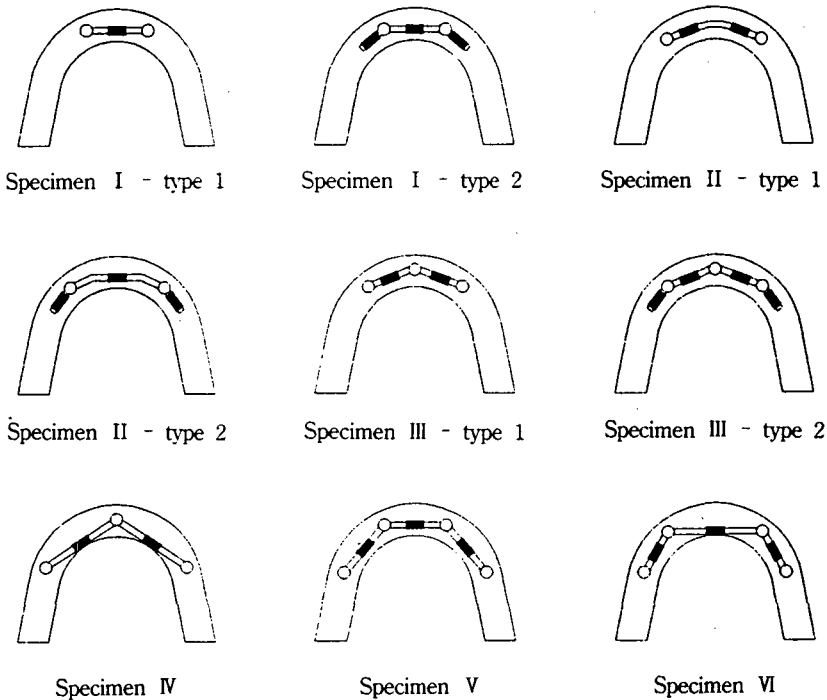 Specimen I - type 1
Specimen I - type 2
Specimen II - type 1
Specimen II - type 2
Specimen III - type 1
Specimen III - type 2
Specimen IV
Specimen V
Specimen VI